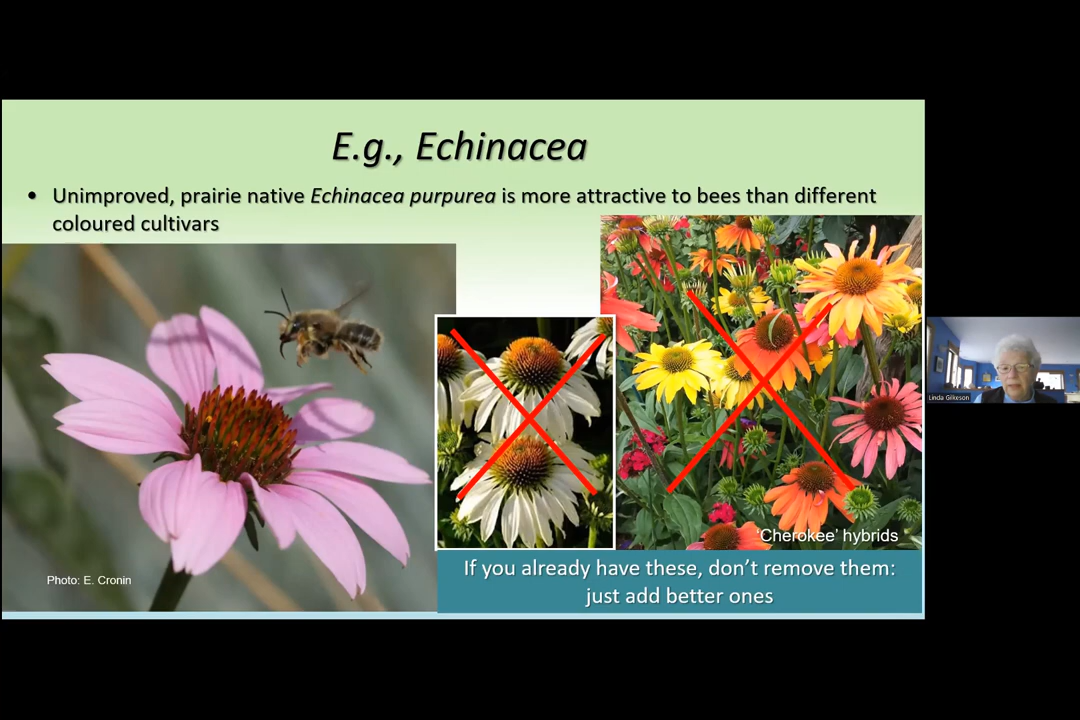 E.g., Echinacea
• Unimproved, prairie native Echinacea purpurea is more attractive to bees than different
coloured cultivars
Linda Gilkeson
'Cherokee' hybrids
If you already have these, don't remove them:
just add better ones
Photo: E. Cronin